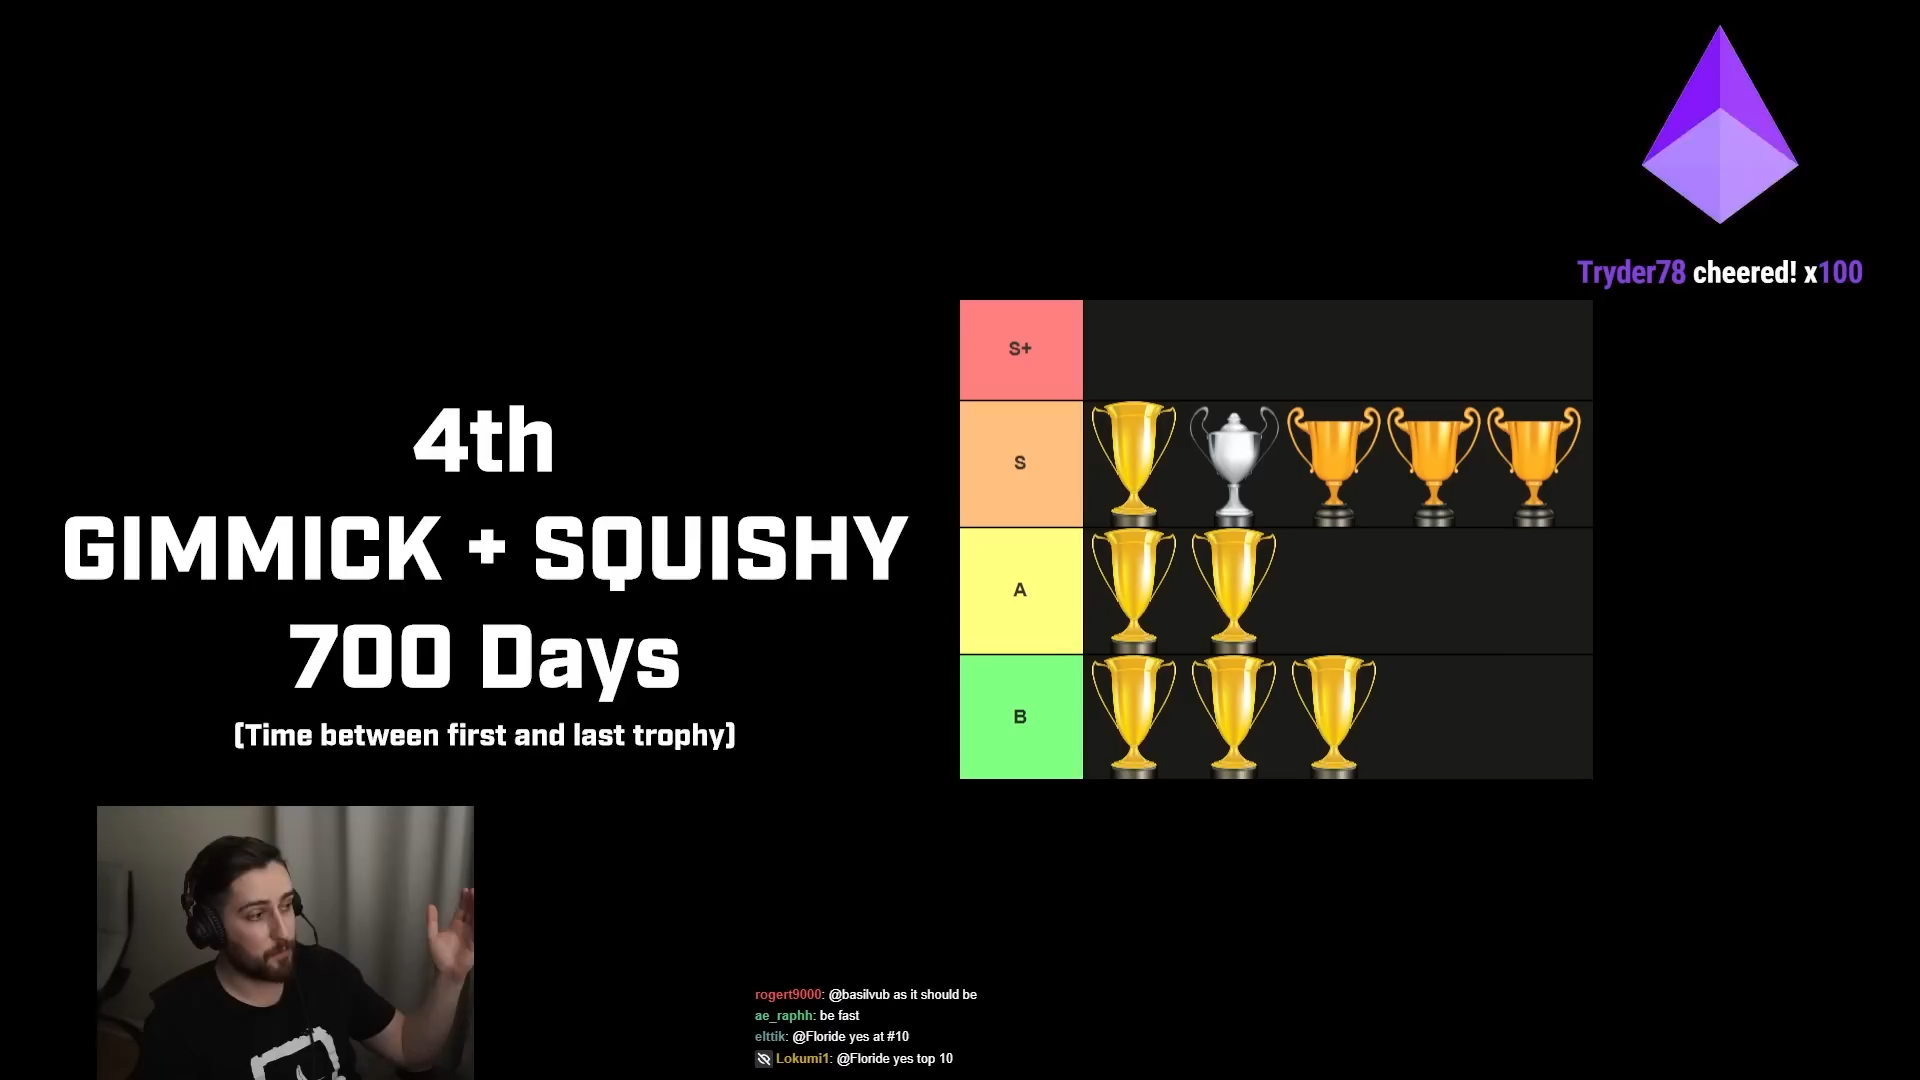 Tryder78 cheered! x100
4th
GIMMICK + SQUISHY
700 Days
(Time between first and last trophy)
S+
S
A
B
rogert9000: @basilvub as it should be
ae_raphh: be fast
elttik: @Floride yes at #10
Lokumi1: @Floride yes top 10